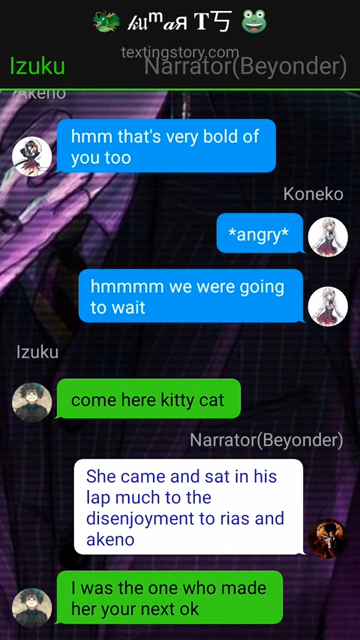 𝓀um𝒂я T丂
textingstory.com
Izuku
Narrator(Beyonder)
Akeno
hmm that's very bold of
you too
Koneko
*angry*
hmmmm we were going
to wait
Izuku
come here kitty cat
Narrator(Beyonder)
She came and sat in his
lap much to the
disenjoyment to rias and
akeno
I was the one who made
her your next ok